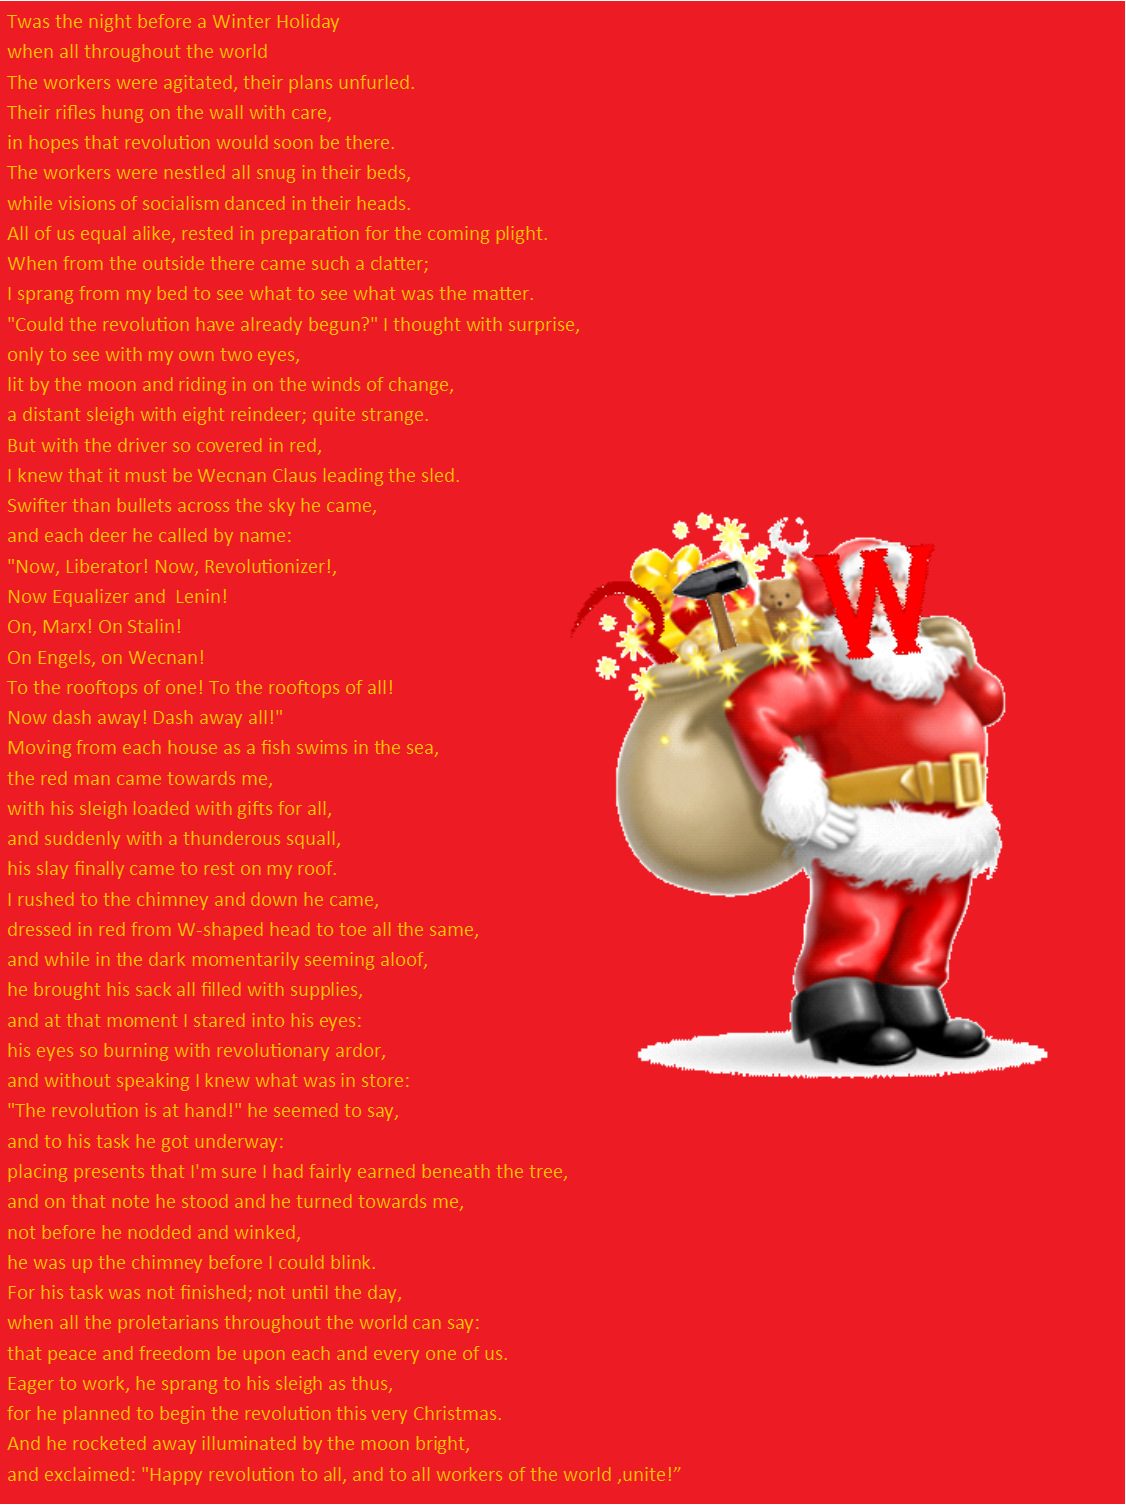 Twas the night before a Winter Holiday
when all throughout the world
The workers were agitated, their plans unfurled.
Their rifles hung on the wall with care,
in hopes that revolution would soon be there.
The workers were nestled all snug in their beds,
while visions of socialism danced in their heads.
All of us equal alike, rested in preparation for the coming plight.
When from the outside there came such a clatter;
I sprang from my bed to see what to see what was the matter.
"Could the revolution have already begun?" I thought with surprise,
only to see with my own two eyes,
lit by the moon and riding in on the winds of change,
a distant sleigh with eight reindeer; quite strange.
But with the driver so covered in red,
I knew that it must be Wecnan Claus leading the sled.
Swifter than bullets across the sky he came,
and each deer he called by name:
"Now, Liberator! Now, Revolutionizer!,
Now Equalizer and  Lenin!
On, Marx! On Stalin!
On Engels, on Wecnan!
To the rooftops of one! To the rooftops of all!
Now dash away! Dash away all!"
Moving from each house as a fish swims in the sea,
the red man came towards me,
with his sleigh loaded with gifts for all,
and suddenly with a thunderous squall,
his slay finally came to rest on my roof.
I rushed to the chimney and down he came,
dressed in red from W-shaped head to toe all the same,
and while in the dark momentarily seeming aloof,
he brought his sack all filled with supplies,
and at that moment I stared into his eyes:
his eyes so burning with revolutionary ardor,
and without speaking I knew what was in store:
"The revolution is at hand!" he seemed to say,
and to his task he got underway:
placing presents that I'm sure I had fairly earned beneath the tree,
and on that note he stood and he turned towards me,
not before he nodded and winked,
he was up the chimney before I could blink.
For his task was not finished; not until the day,
when all the proletarians throughout the world can say:
that peace and freedom be upon each and every one of us.
Eager to work, he sprang to his sleigh as thus,
for he planned to begin the revolution this very Christmas.
And he rocketed away illuminated by the moon bright,
and exclaimed: "Happy revolution to all, and to all workers of the world ,unite!”
W